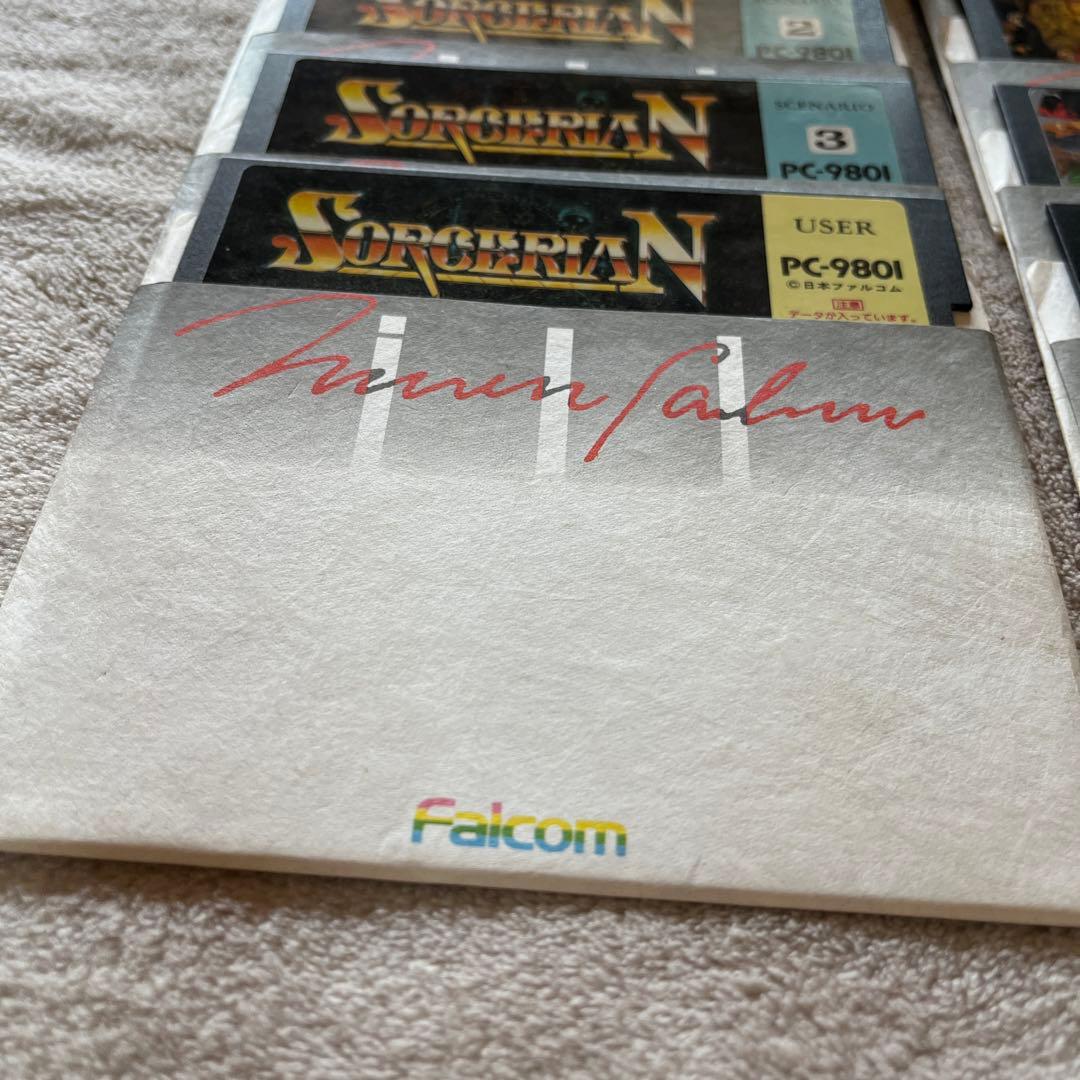 SORCERIAN
2
PC-9801
SORCERIAN
SCENARIO
3
PC-9801
SORCERIAN
USER
PC-9801
©日本ファルコム
注意
データが入っています。
Falcom